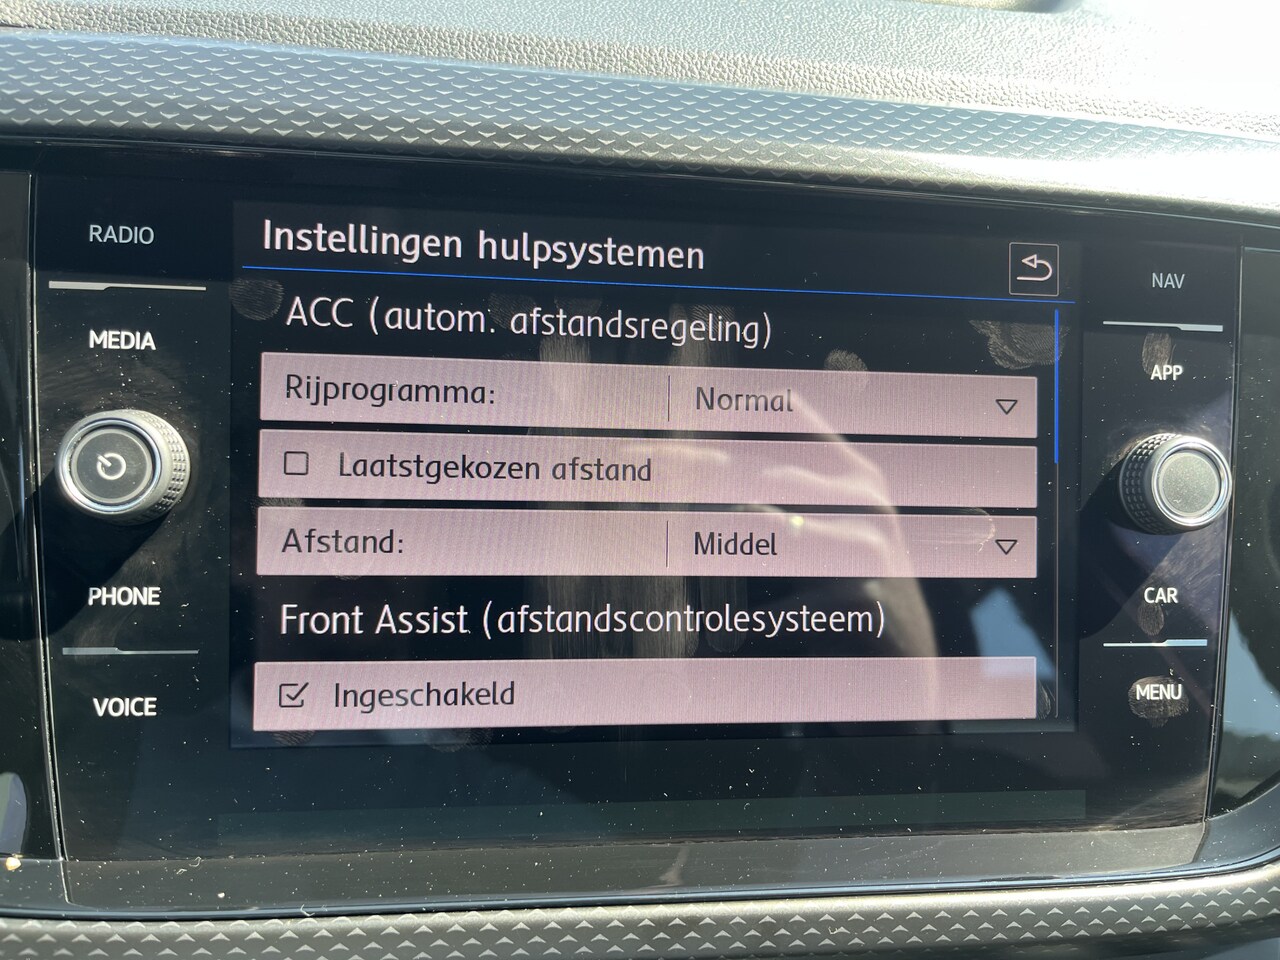 RADIO
MEDIA
PHONE
VOICE
Instellingen hulpsystemen
ACC (autom. afstandsregeling)
Rijprogramma: Normal
Laatstgekozen afstand
Afstand: Middel
Front Assist (afstandscontrolesysteem)
Ingeschakeld
NAV
APP
CAR
MENU